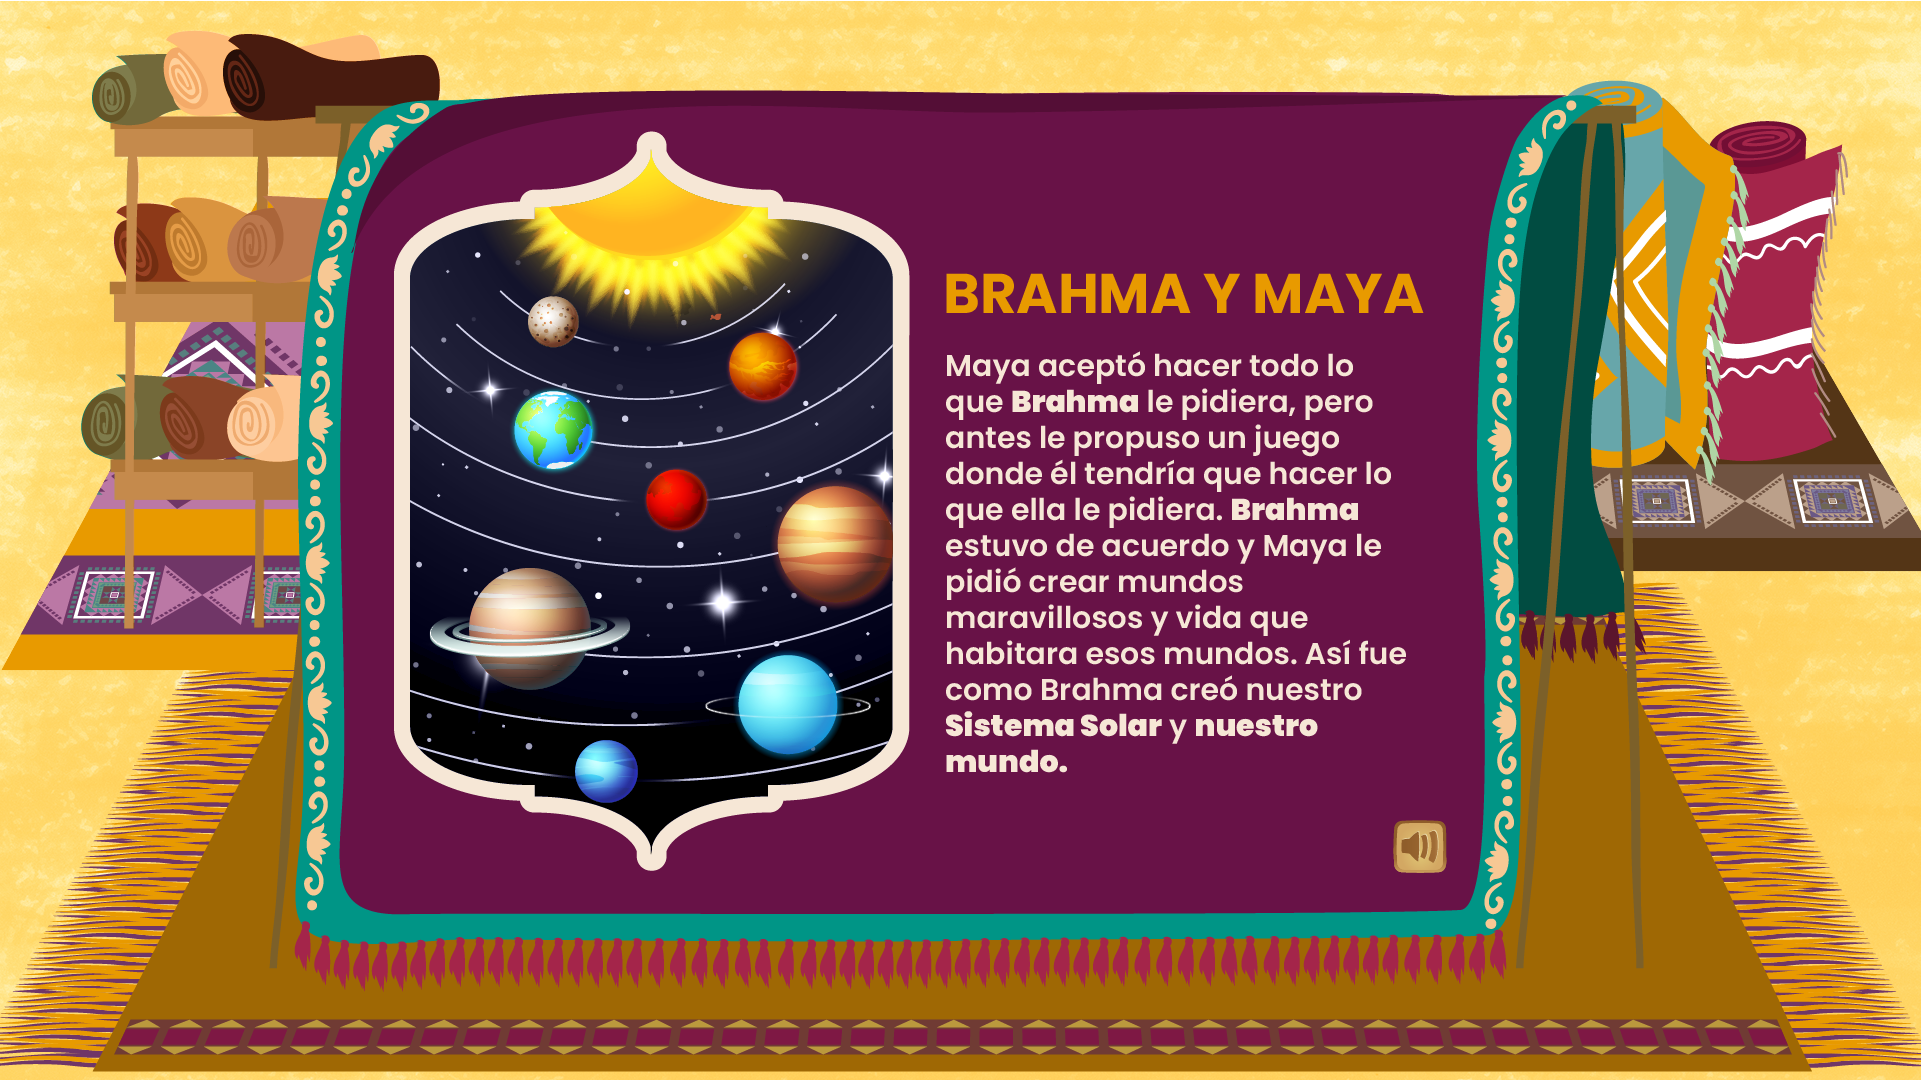 BRAHMA Y MAYA
Maya aceptó hacer todo lo
que Brahma le pidiera, pero
antes le propuso un juego
donde él tendría que hacer lo
que ella le pidiera. Brahma
estuvo de acuerdo y Maya le
pidió crear mundos
maravillosos y vida que
habitara esos mundos. Así fue
como Brahma creó nuestro
Sistema Solar y nuestro
mundo.